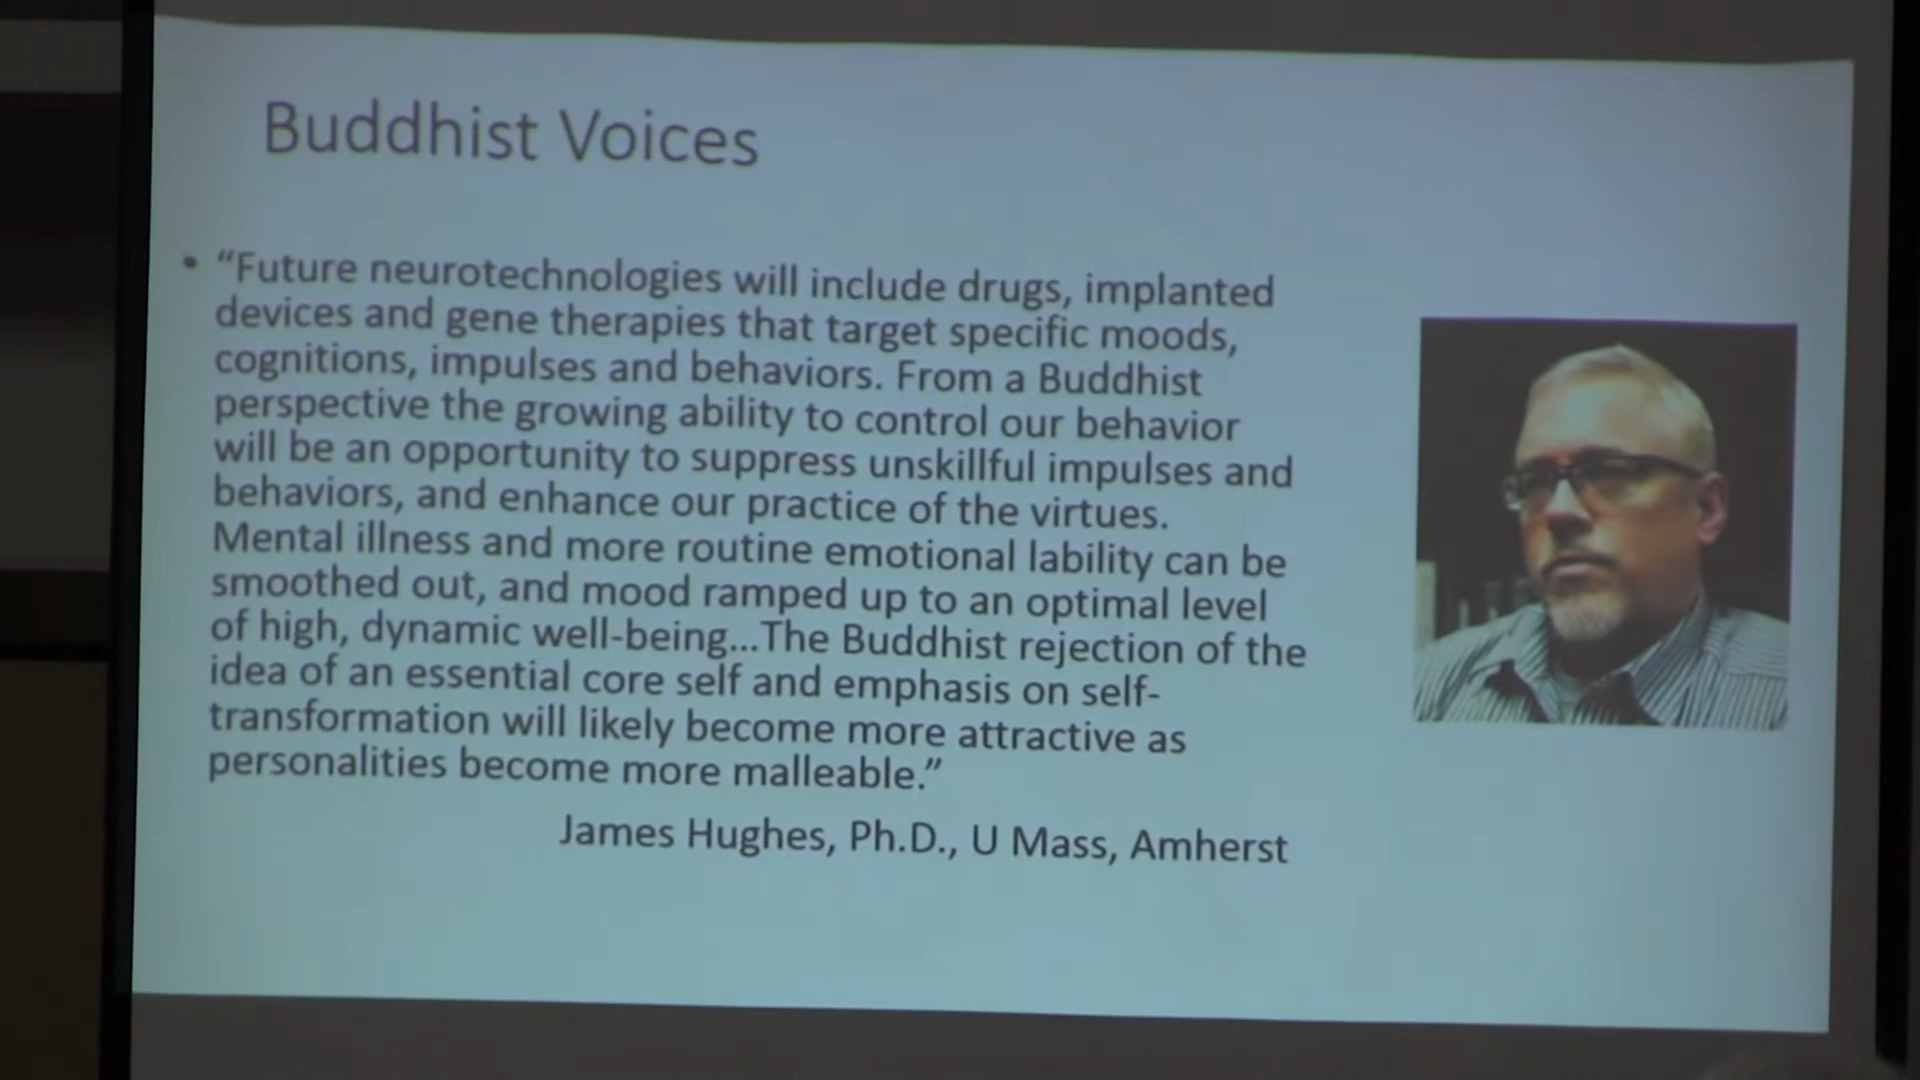 Buddhist Voices
• “Future neurotechnologies will include drugs, implanted
devices and gene therapies that target specific moods,
cognitions, impulses and behaviors. From a Buddhist
perspective the growing ability to control our behavior
will be an opportunity to suppress unskillful impulses and
behaviors, and enhance our practice of the virtues.
Mental illness and more routine emotional lability can be
smoothed out, and mood ramped up to an optimal level
of high, dynamic well-being...The Buddhist rejection of the
idea of an essential core self and emphasis on self-
transformation will likely become more attractive as
personalities become more malleable.”
James Hughes, Ph.D., U Mass, Amherst